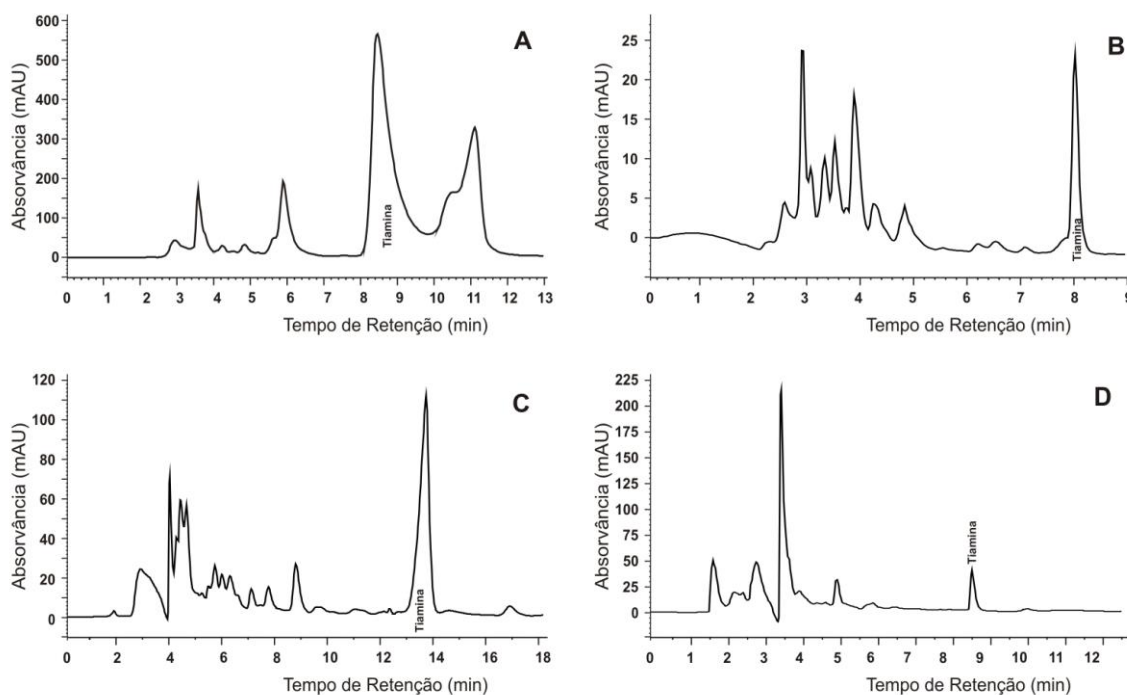 A
Absorvância (mAU)
600
500
400
300
200
100
0
Tiamina
0 1 2 3 4 5 6 7 8 9 10 11 12 13
Tempo de Retenção (min)
B
Absorvância (mAU)
25
20
15
10
5
0
Tiamina
0 1 2 3 4 5 6 7 8 9
Tempo de Retenção (min)
C
Absorvância (mAU)
120
100
80
60
40
20
0
Tiamina
0 2 4 6 8 10 12 14 16 18
Tempo de Retenção (min)
D
Absorvância (mAU)
225
200
175
150
125
100
75
50
25
0
Tiamina
0 1 2 3 4 5 6 7 8 9 10 11 12
Tempo de Retenção (min)